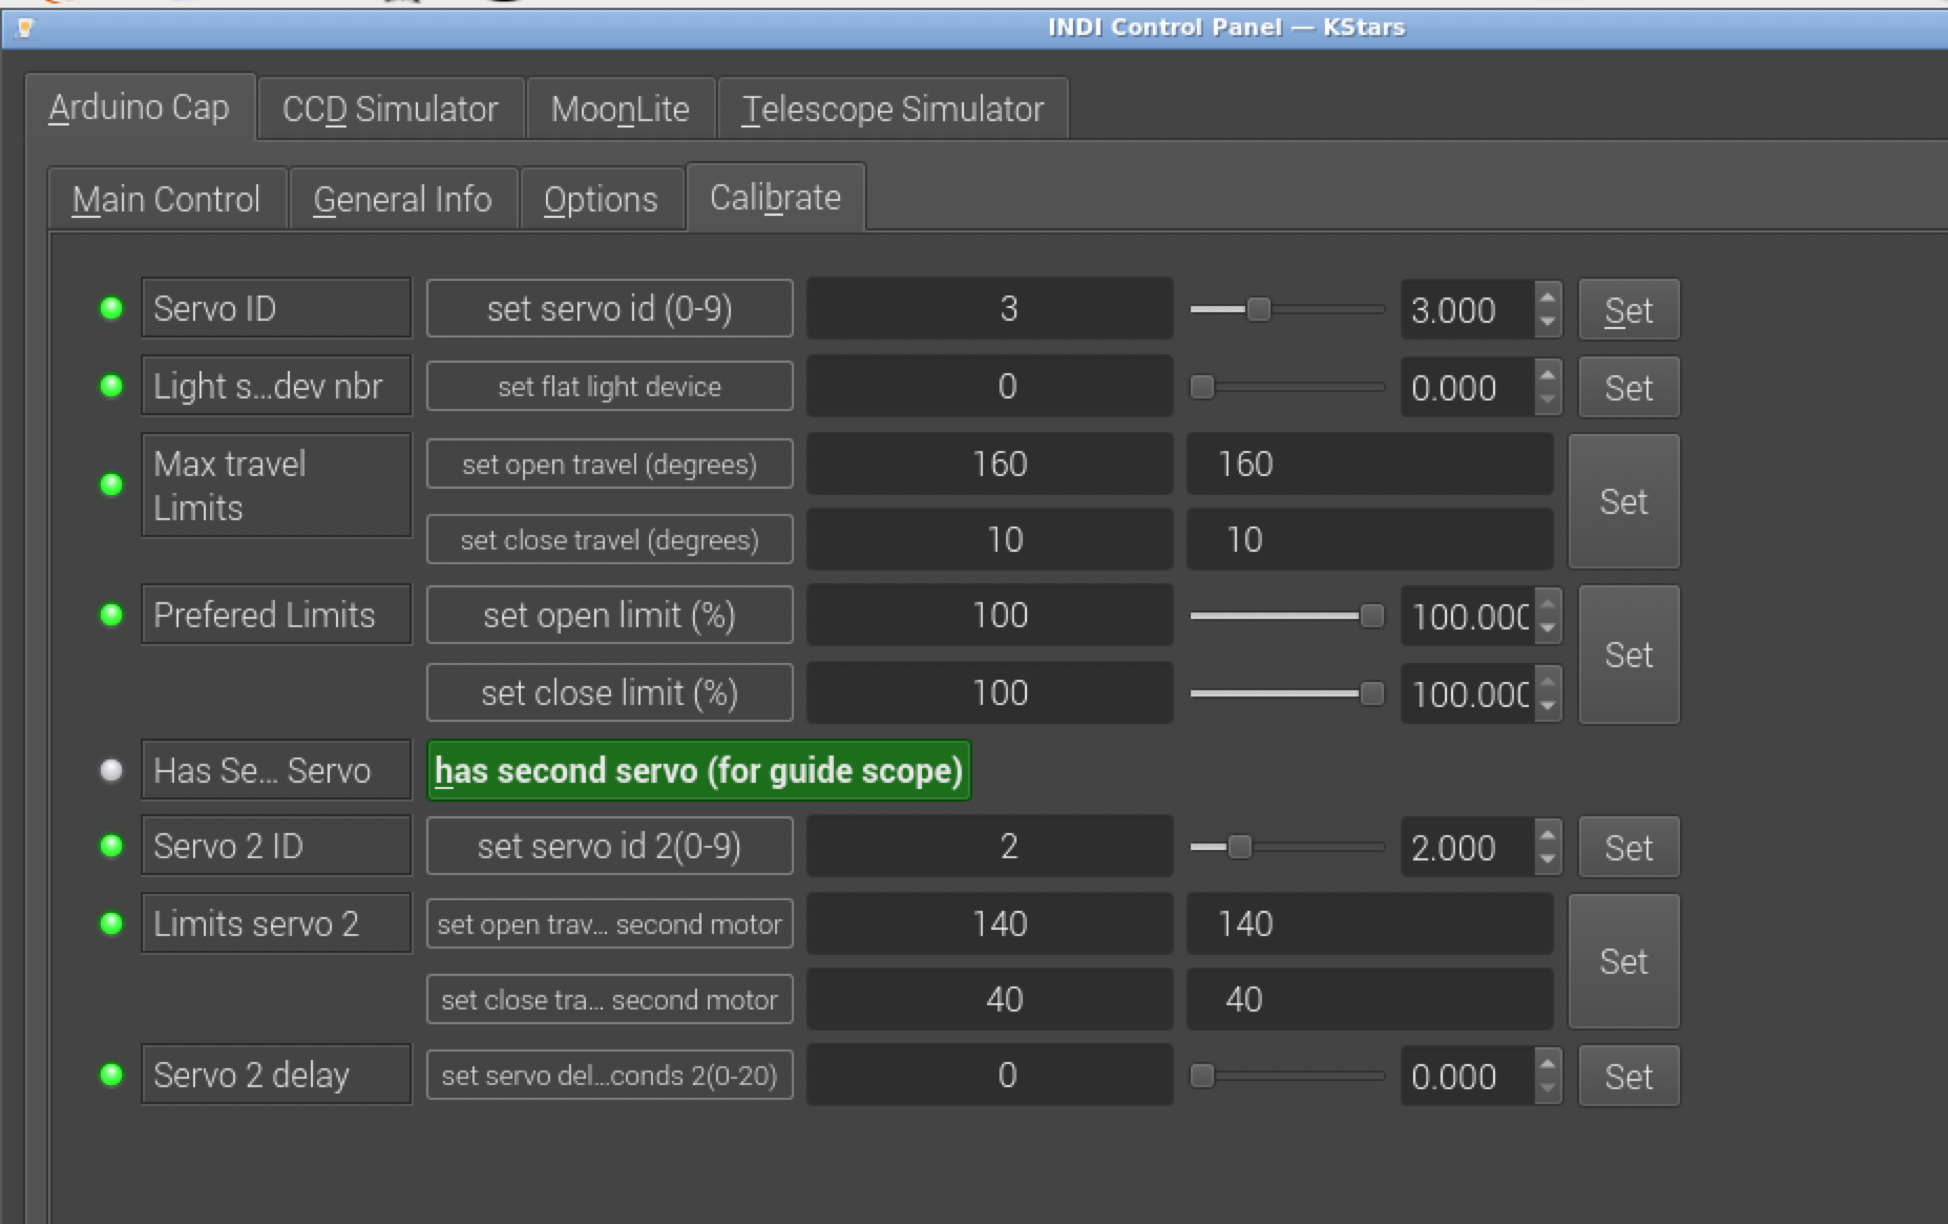 INDI Control Panel — KStars
Arduino Cap CCD Simulator MoonLite Telescope Simulator
Main Control General Info Options Calibrate
Servo ID set servo id (0-9) 3 3.000 Set
Light s...dev nbr set flat light device 0 0.000 Set
Max travel
Limits
set open travel (degrees) 160 160 Set
set close travel (degrees) 10 10
Prefered Limits set open limit (%) 100 100.000 Set
set close limit (%) 100 100.000
Has Se... Servo has second servo (for guide scope)
Servo 2 ID set servo id 2(0-9) 2 2.000 Set
Limits servo 2 set open trav... second motor 140 140 Set
set close tra... second motor 40 40
Servo 2 delay set servo del...conds 2(0-20) 0 0.000 Set